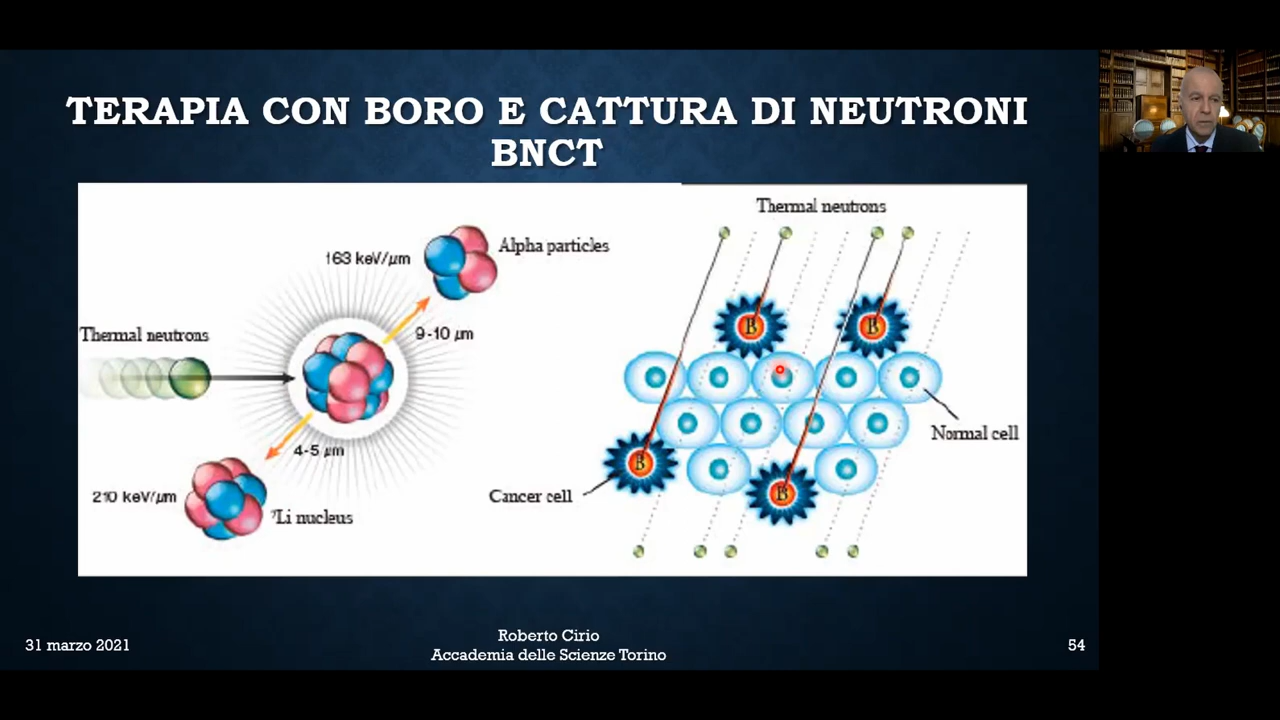 TERAPIA CON BORO E CATTURA DI NEUTRONI
BNCT
Thermal neutrons
163 keV/µm
Alpha particles
9-10 µm
4-5 µm
210 keV/µm
⁷Li nucleus
Thermal neutrons
B
B
B
B
Normal cell
Cancer cell
31 marzo 2021
Roberto Cirio
Accademia delle Scienze Torino
54